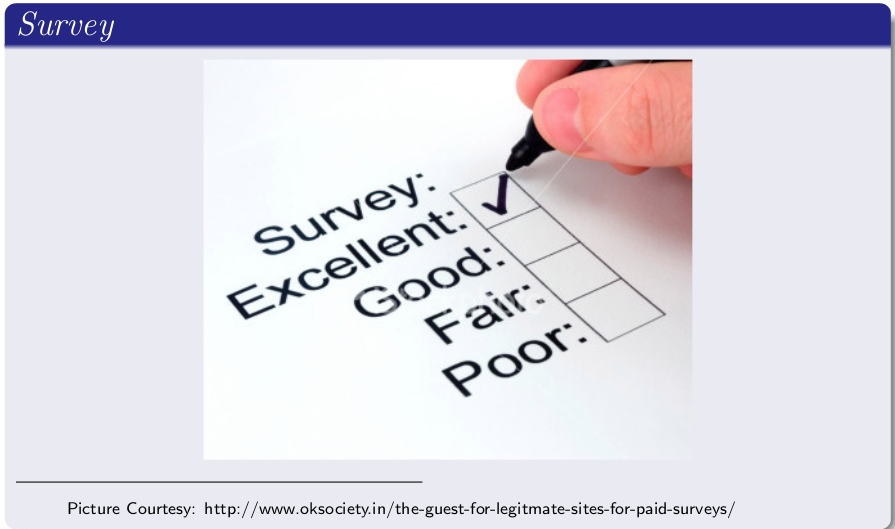 Survey
Survey:
Excellent:
Good:
Fair:
Poor:
Picture Courtesy: http://www.oksociety.in/the-guest-for-legitmate-sites-for-paid-surveys/